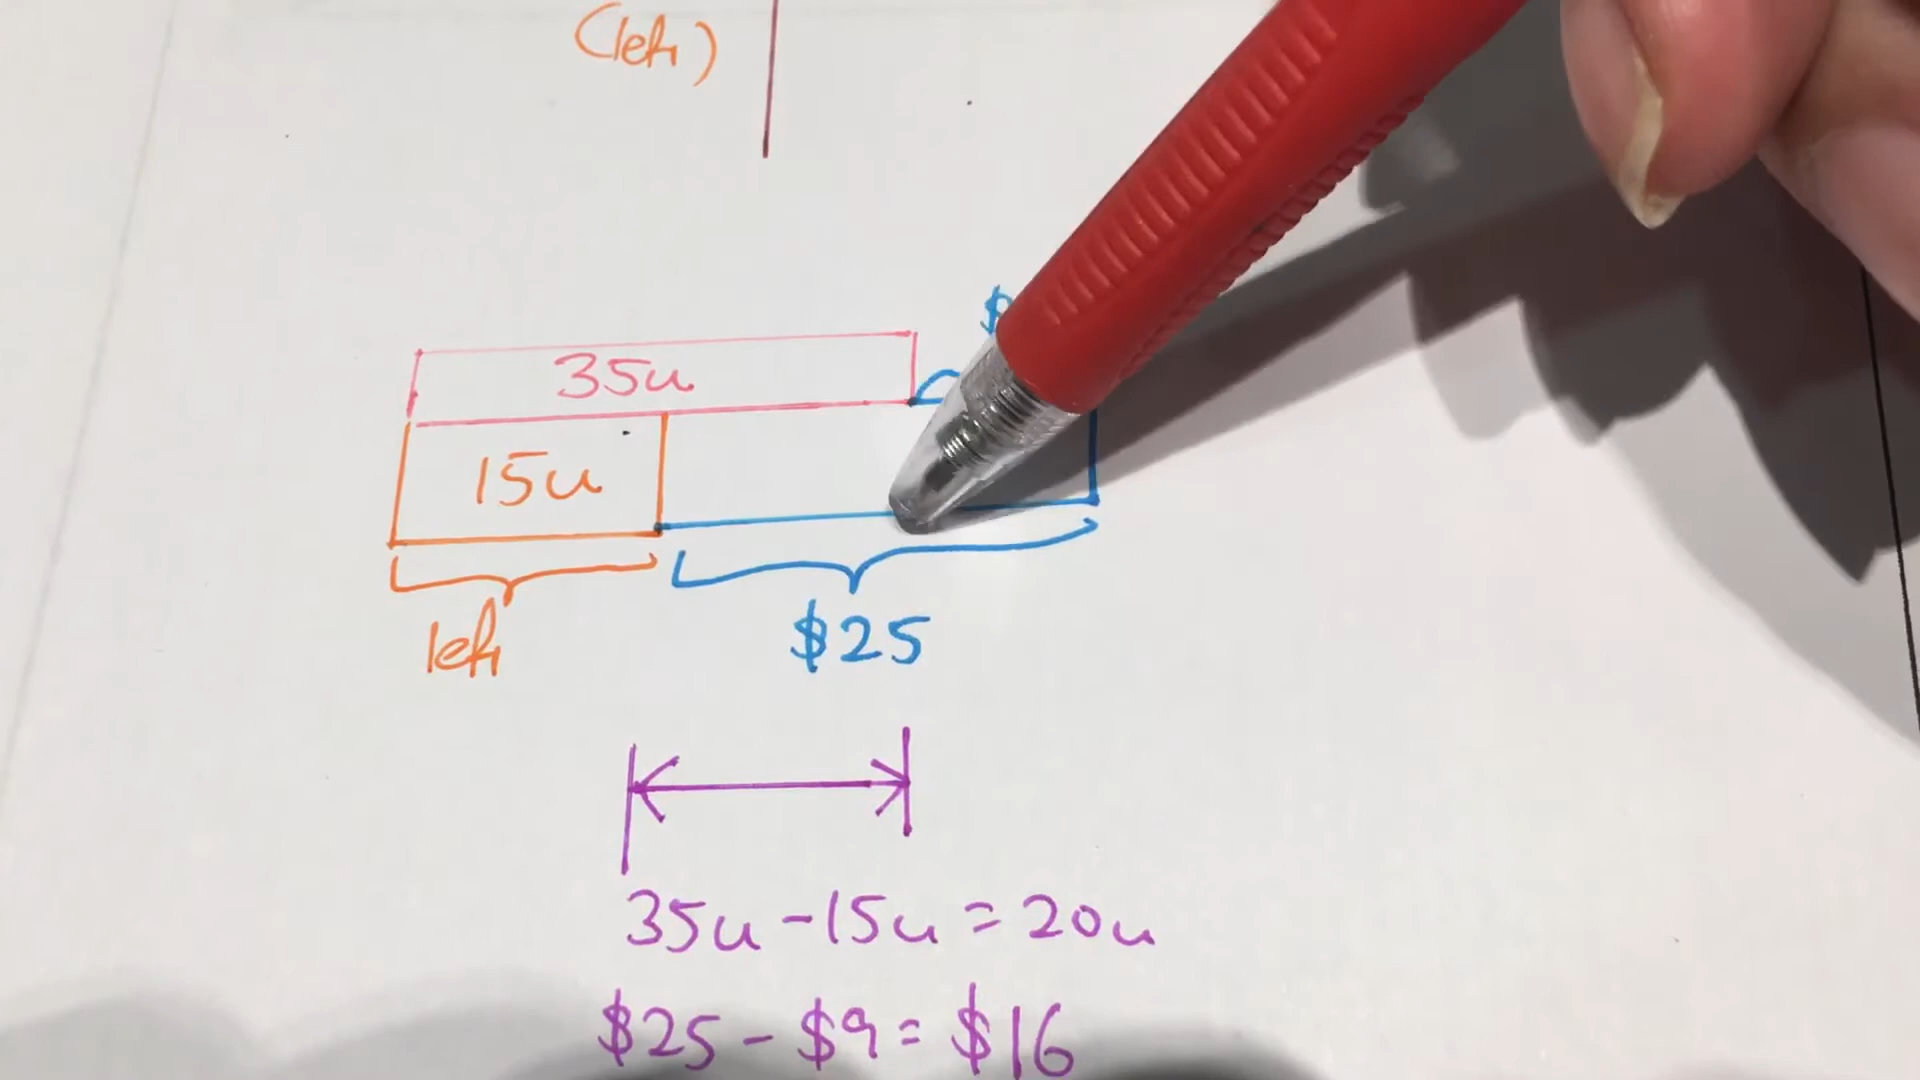 (left)
$
35u
15u
left
$25
35u - 15u = 20u
$25 - $9 = $16